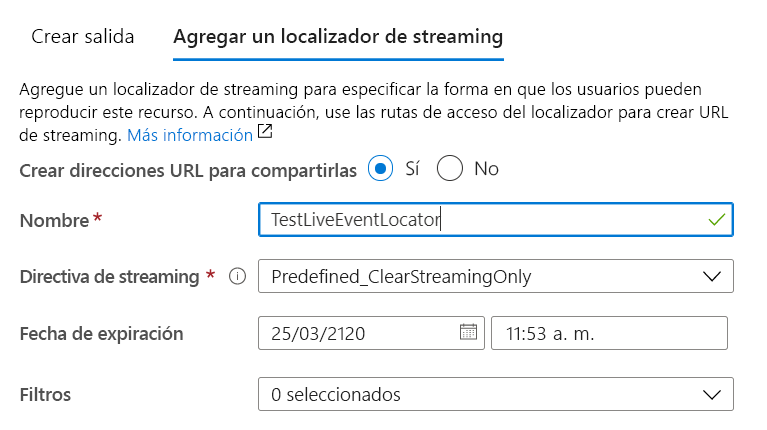 Crear salida Agregar un localizador de streaming
Agregue un localizador de streaming para especificar la forma en que los usuarios pueden
reproducir este recurso. A continuación, use las rutas de acceso del localizador para crear URL
de streaming. Más información
Crear direcciones URL para compartirlas Sí No
Nombre * TestLiveEventLocator
Directiva de streaming * Predefined_ClearStreamingOnly
Fecha de expiración 25/03/2120 11:53 a. m.
Filtros 0 seleccionados